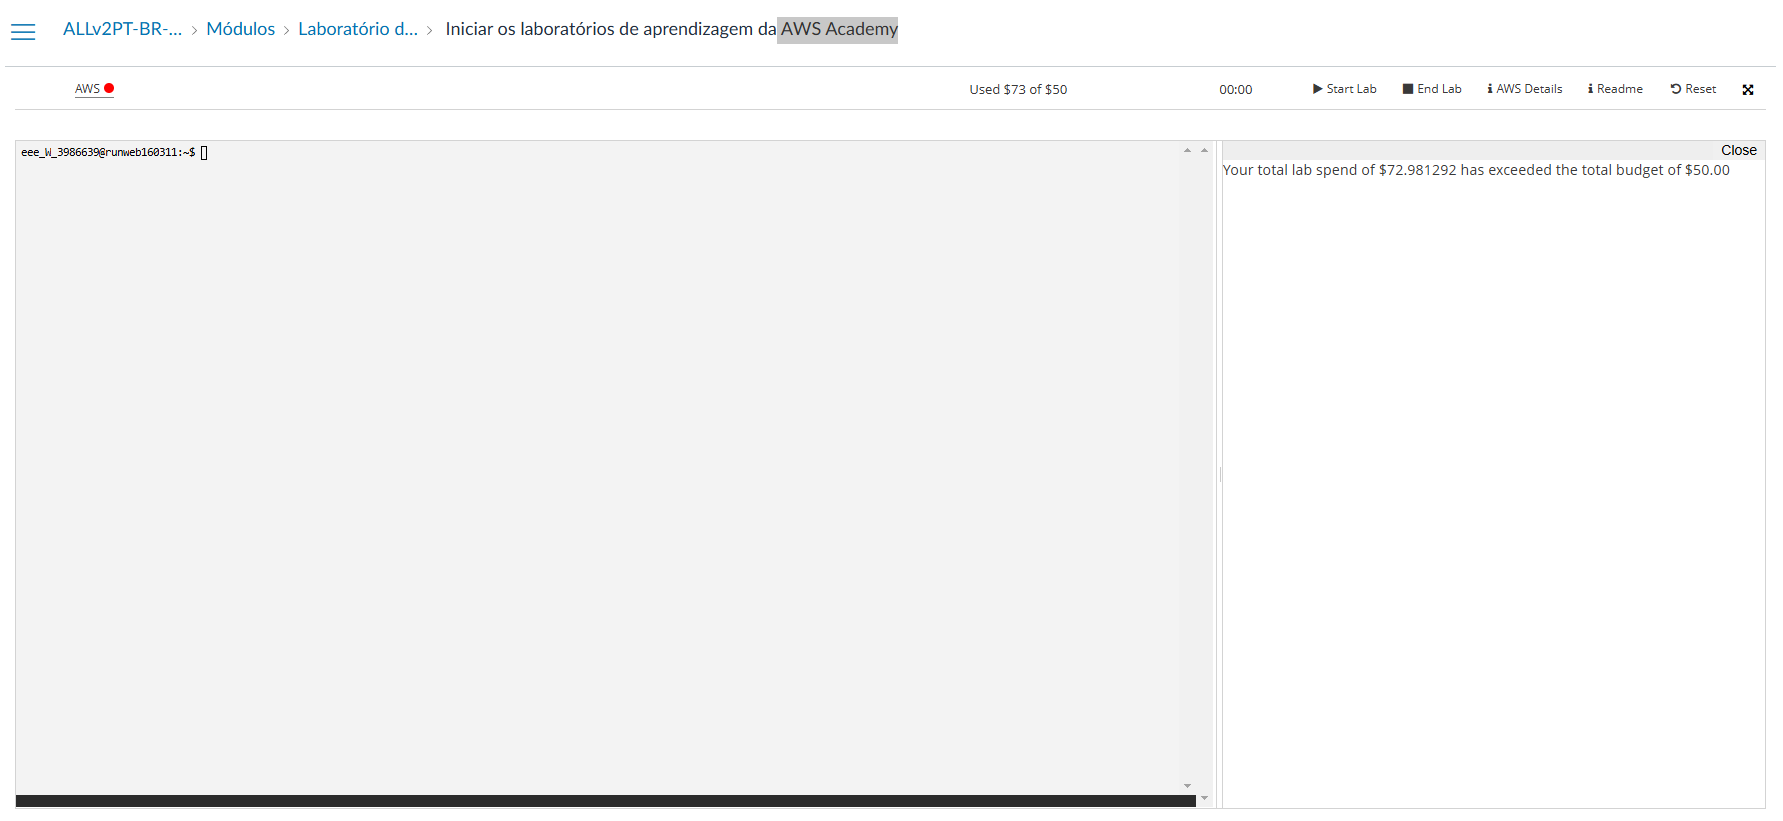 ALLv2PT-BR-... > Módulos > Laboratório d... > Iniciar os laboratórios de aprendizagem da AWS Academy
AWS Used $73 of $50 00:00 Start Lab End Lab AWS Details Readme Reset
eee_W_3986639@runweb160311:~$
Close
Your total lab spend of $72.981292 has exceeded the total budget of $50.00